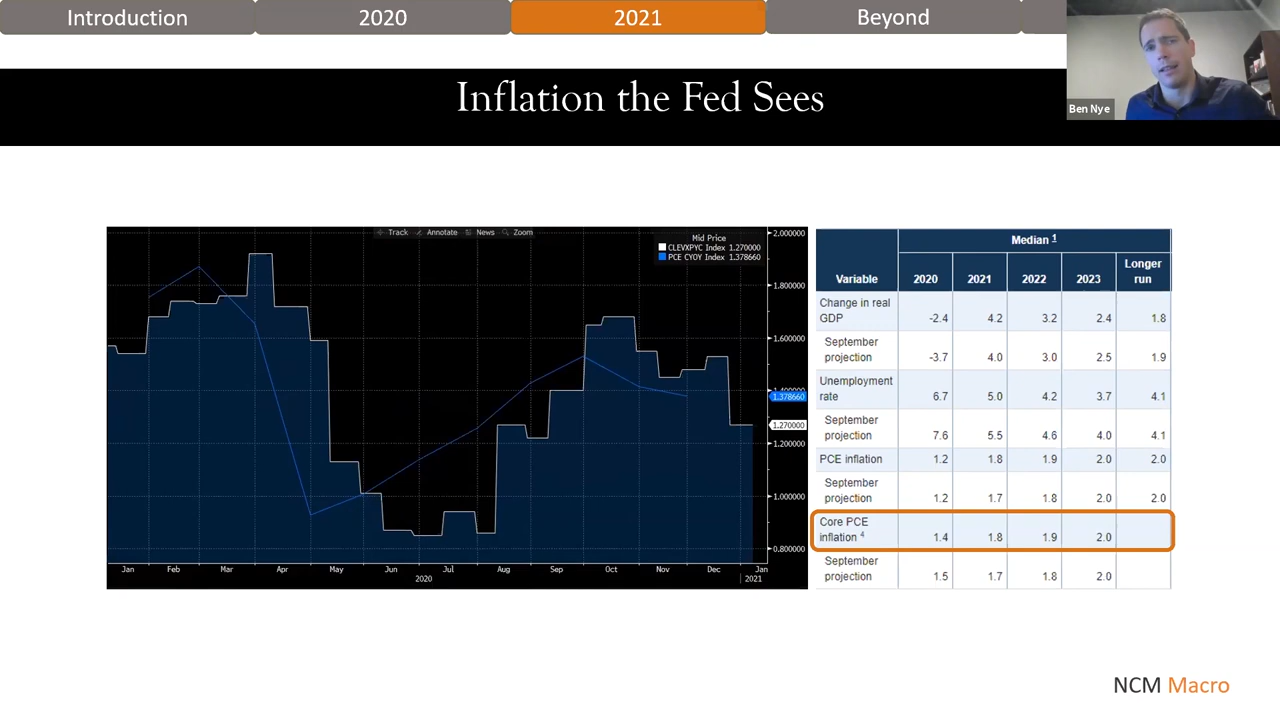 Introduction
2020
2021
Beyond
Ben Nye
Inflation the Fed Sees
Track Annotate News Zoom
Mid Price
CLEVXPYC Index 1.270000
PCE CYOY Index 1.378660
2.000000
1.800000
1.600000
1.400000
1.378660
1.270000
1.200000
1.000000
0.800000
Jan Feb Mar Apr May Jun Jul Aug Sep Oct Nov Dec Jan
2020 2021
Median 1
Variable 2020 2021 2022 2023 Longer
run
Change in real
GDP -2.4 4.2 3.2 2.4 1.8
September
projection -3.7 4.0 3.0 2.5 1.9
Unemployment
rate 6.7 5.0 4.2 3.7 4.1
September
projection 7.6 5.5 4.6 4.0 4.1
PCE inflation 1.2 1.8 1.9 2.0 2.0
September
projection 1.2 1.7 1.8 2.0 2.0
Core PCE
inflation 4 1.4 1.8 1.9 2.0
September
projection 1.5 1.7 1.8 2.0
NCM Macro